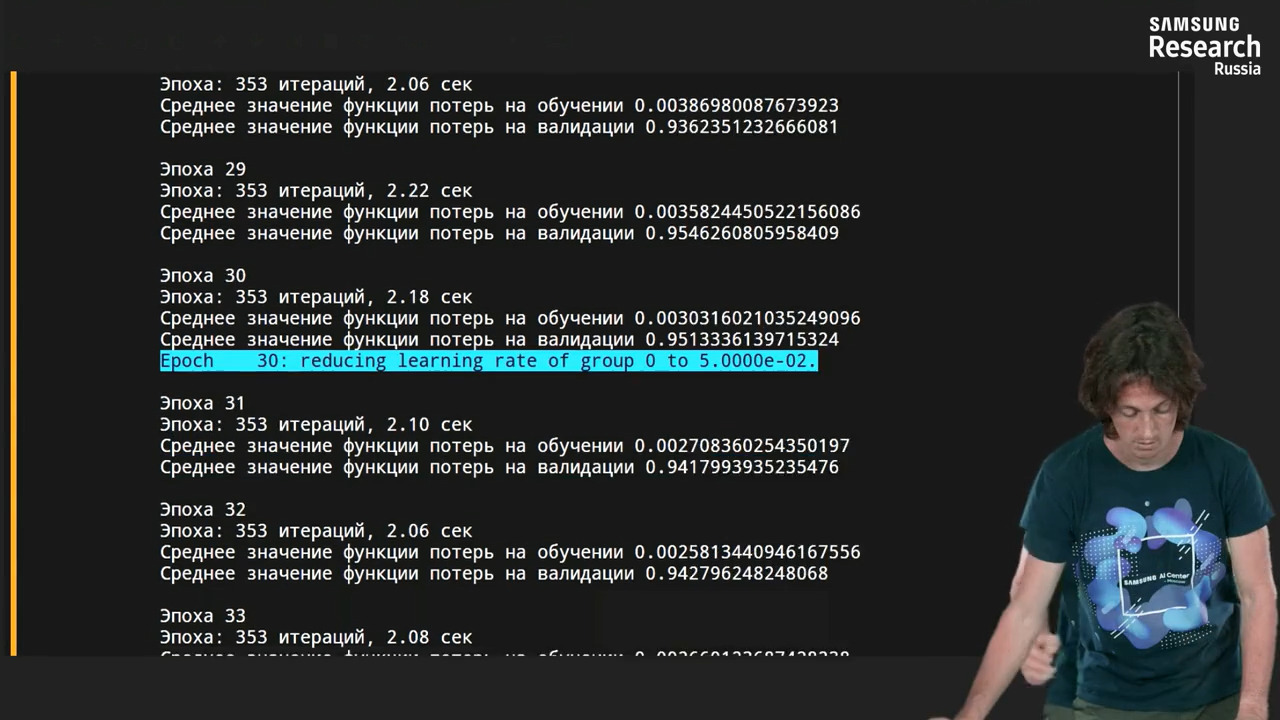 SAMSUNG
Research
Russia
Эпоха: 353 итераций, 2.06 сек
Среднее значение функции потерь на обучении 0.00386980087673923
Среднее значение функции потерь на валидации 0.9362351232666081
Эпоха 29
Эпоха: 353 итераций, 2.22 сек
Среднее значение функции потерь на обучении 0.0035824450522156086
Среднее значение функции потерь на валидации 0.9546260805958409
Эпоха 30
Эпоха: 353 итераций, 2.18 сек
Среднее значение функции потерь на обучении 0.0030316021035249096
Среднее значение функции потерь на валидации 0.9513336139715324
Epoch    30: reducing learning rate of group 0 to 5.0000e-02.
Эпоха 31
Эпоха: 353 итераций, 2.10 сек
Среднее значение функции потерь на обучении 0.002708360254350197
Среднее значение функции потерь на валидации 0.9417993935235476
Эпоха 32
Эпоха: 353 итераций, 2.06 сек
Среднее значение функции потерь на обучении 0.0025813440946167556
Среднее значение функции потерь на валидации 0.942796248248068
Эпоха 33
Эпоха: 353 итераций, 2.08 сек
Среднее значение функции потерь на обучении
SAMSUNG AI Center